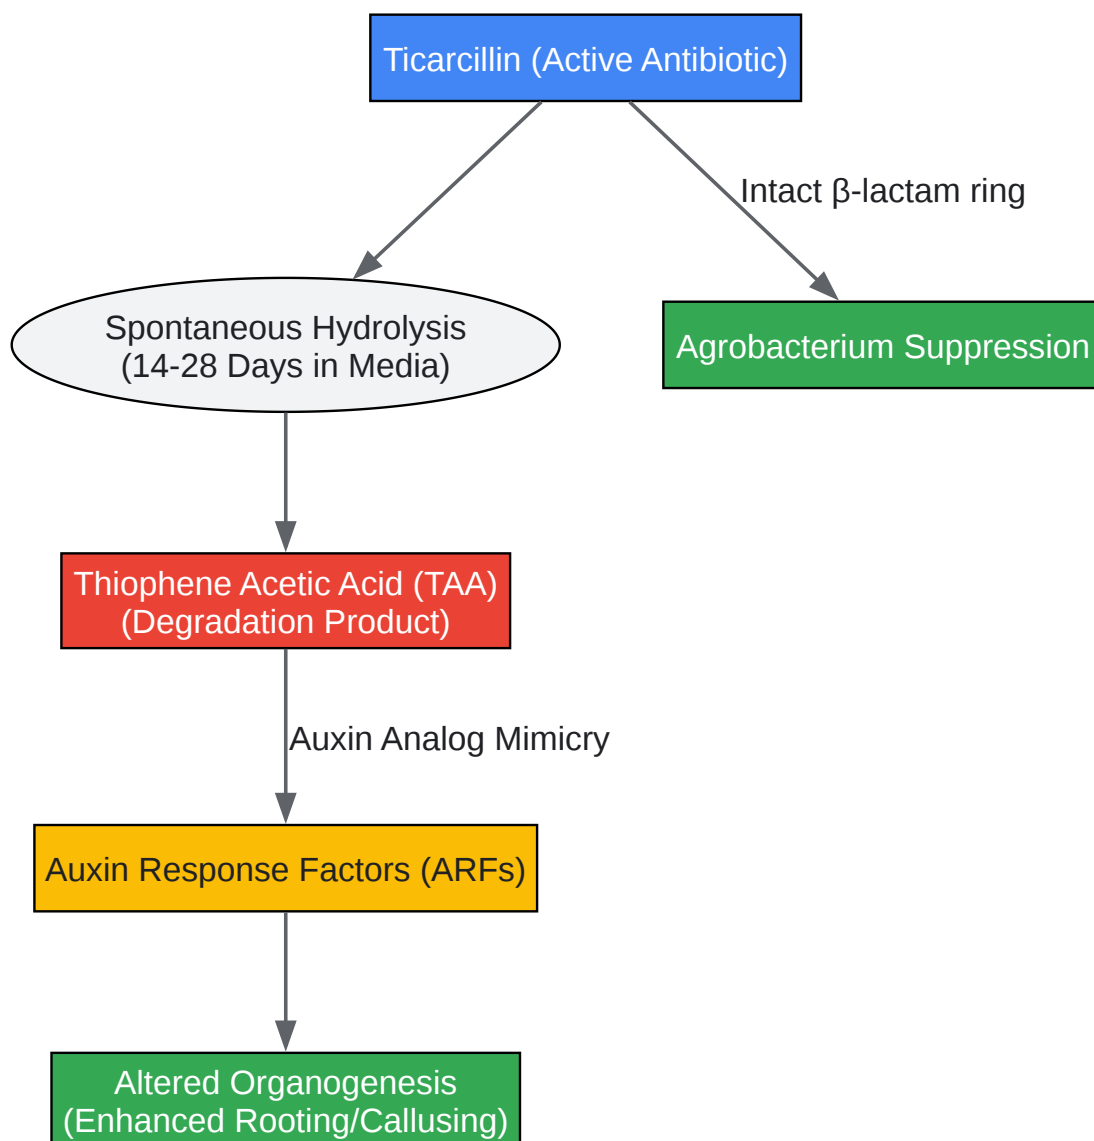 Ticarcillin (Active Antibiotic)
Intact β-lactam ring
Spontaneous Hydrolysis
(14-28 Days in Media)
Agrobacterium Suppression
Thiophene Acetic Acid (TAA)
(Degradation Product)
Auxin Analog Mimicry
Auxin Response Factors (ARFs)
Altered Organogenesis
(Enhanced Rooting/Callusing)